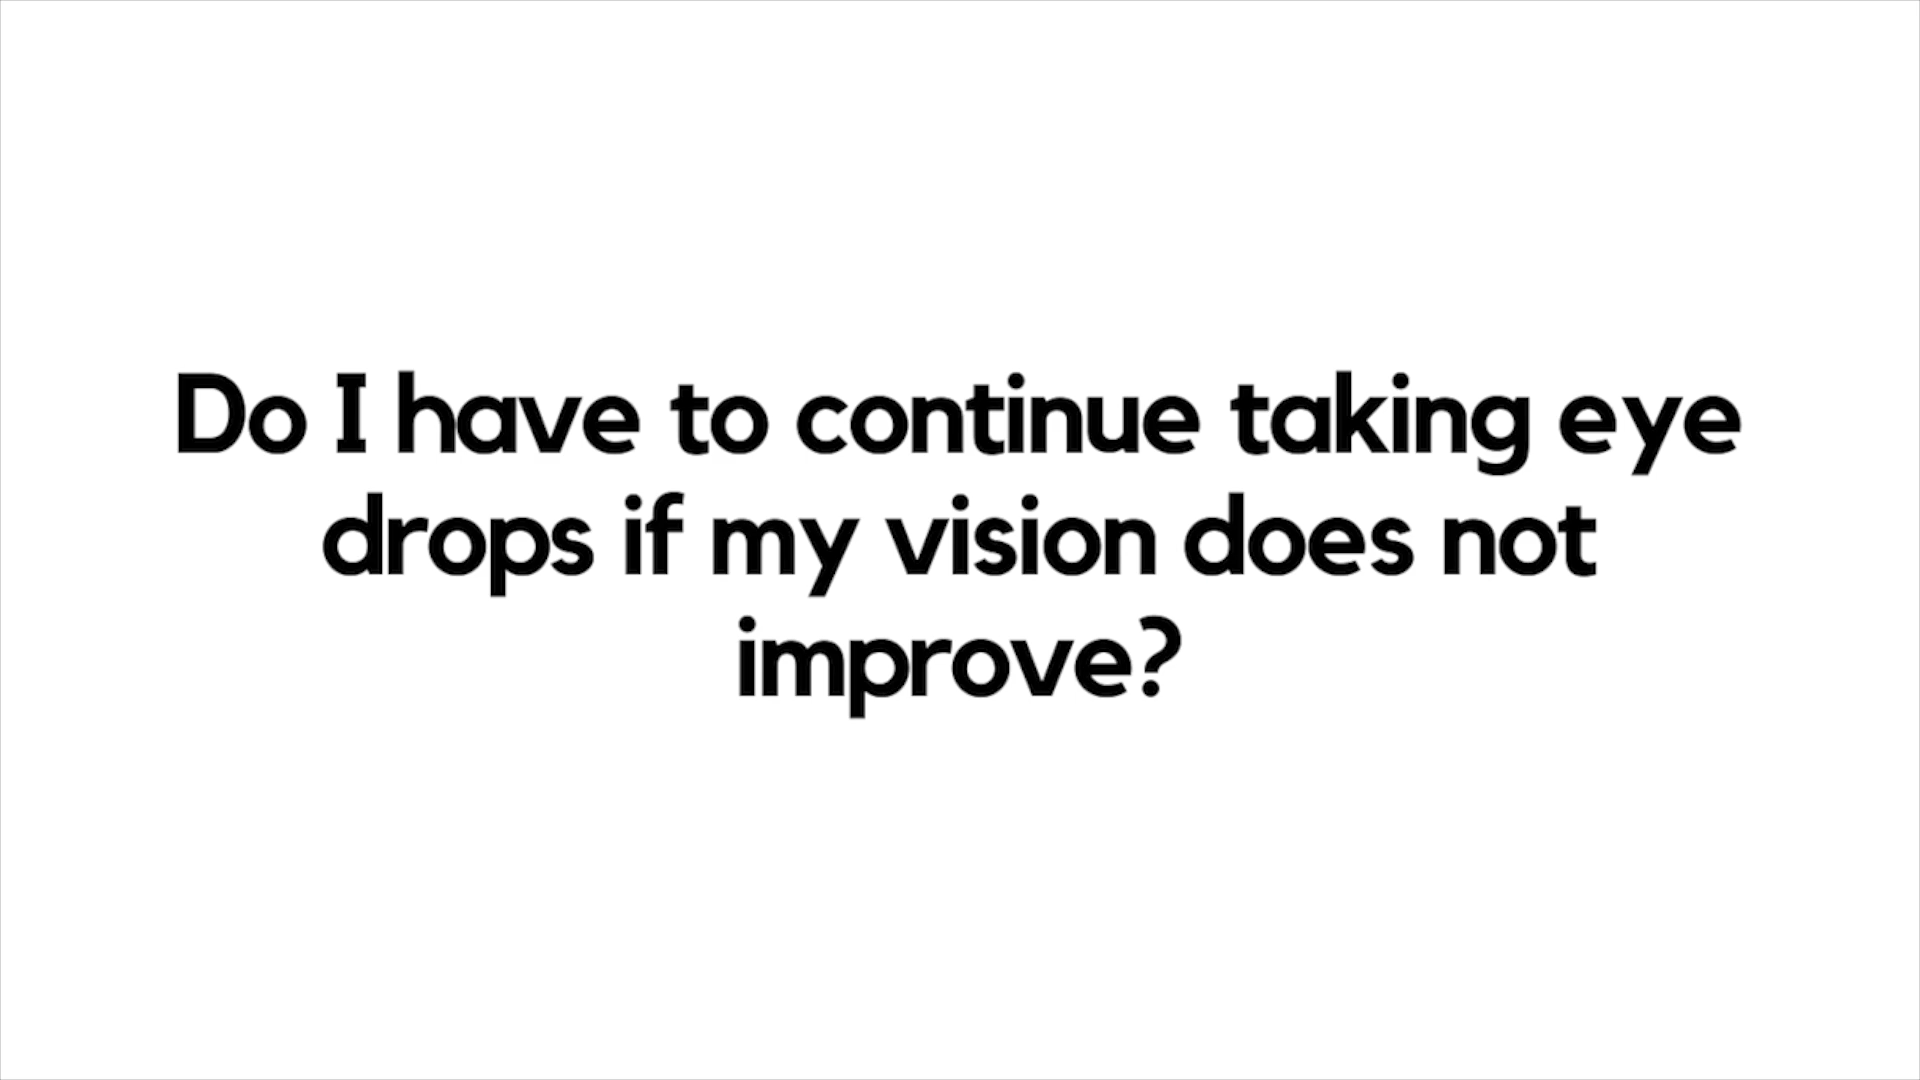 Do I have to continue taking eye
drops if my vision does not
improve?